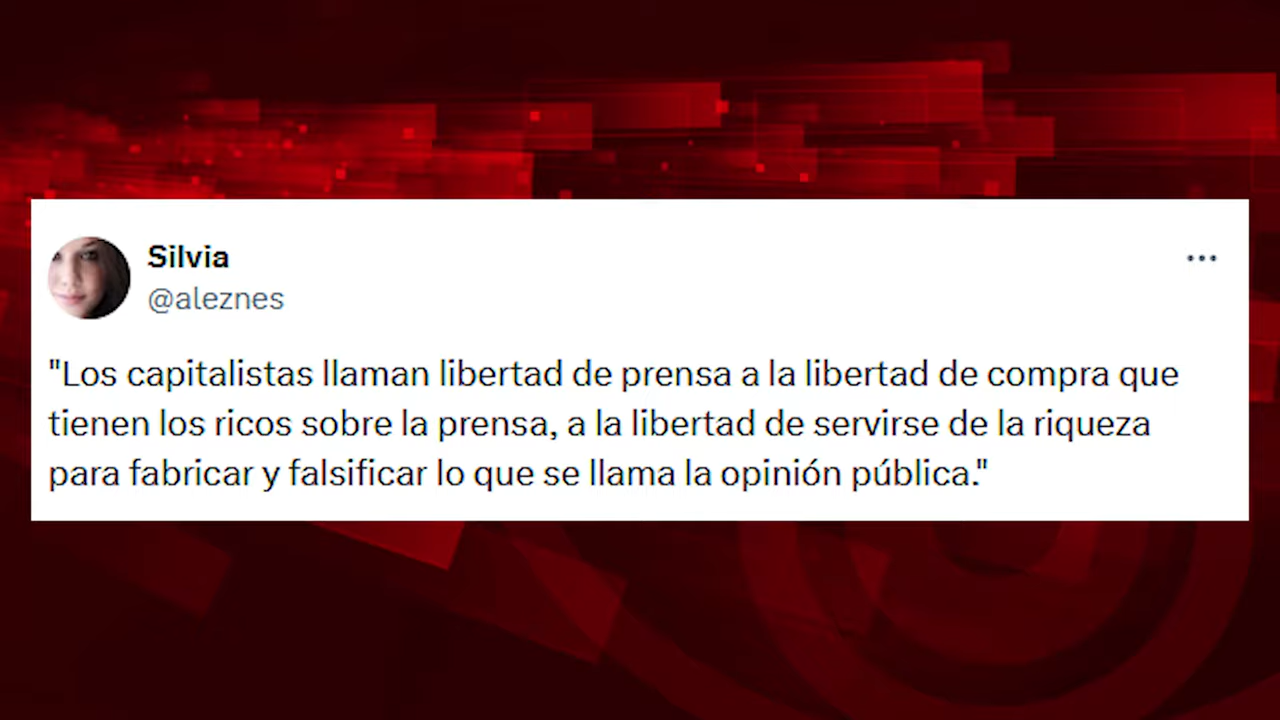 Silvia
@aleznes
"Los capitalistas llaman libertad de prensa a la libertad de compra que
tienen los ricos sobre la prensa, a la libertad de servirse de la riqueza
para fabricar y falsificar lo que se llama la opinión pública."